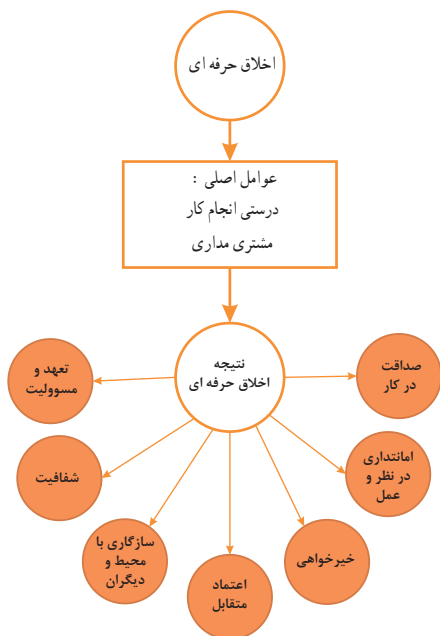 اخلاق حرفه ای
عوامل اصلی :
درستی انجام کار
مشتری مداری
نتیجه
اخلاق حرفه ای
صداقت
در کار
امانتداری
در نظر و
عمل
خیرخواهی
اعتماد
متقابل
سازگاری با
محیط و
دیگران
شفافیت
تعهد و
مسوولیت